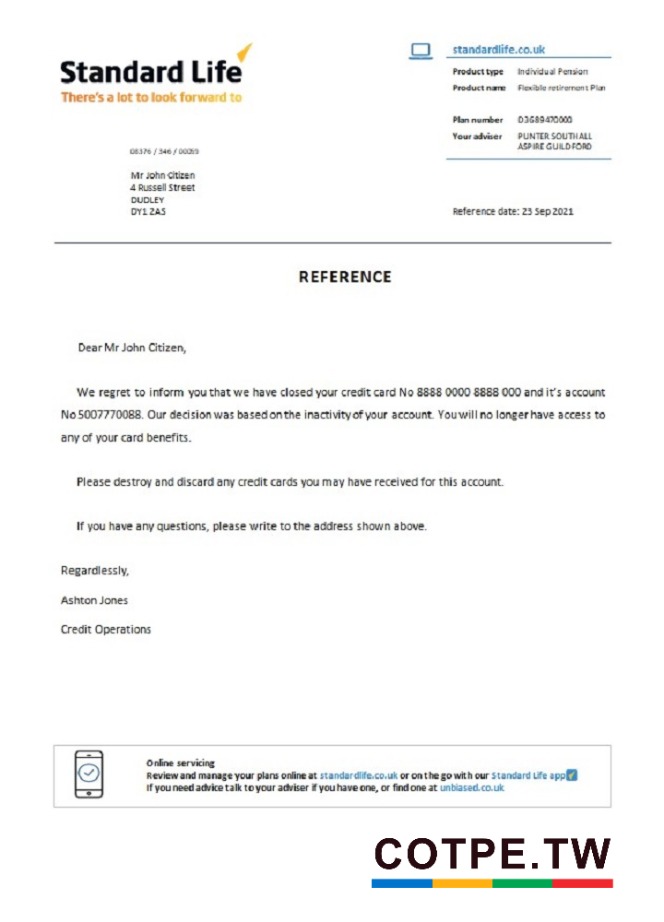 Standard Life
There's a lot to look forward to
standardlife.co.uk
Product type Individual Pension
Product name Flexible retirement Plan
Plan number 03689470000
Your adviser PUNTER SOUTHALL
ASPIRE GUILDFORD
Mr John Citizen
4 Russell Street
DUDLEY
DY1 2AS
Reference date: 23 Sep 2021
REFERENCE
Dear Mr John Citizen,
We regret to inform you that we have closed your credit card No 8888 0000 8888 000 and it's account
No 5007770088. Our decision was based on the inactivity of your account. You will no longer have access to
any of your card benefits.
Please destroy and discard any credit cards you may have received for this account.
If you have any questions, please write to the address shown above.
Regardlessly,
Ashton Jones
Credit Operations
Online servicing
Review and manage your plans online at standardlife.co.uk or on the go with our Standard Life app
If you need advice talk to your adviser if you have one, or find one at unbiased.co.uk
COTPE.TW